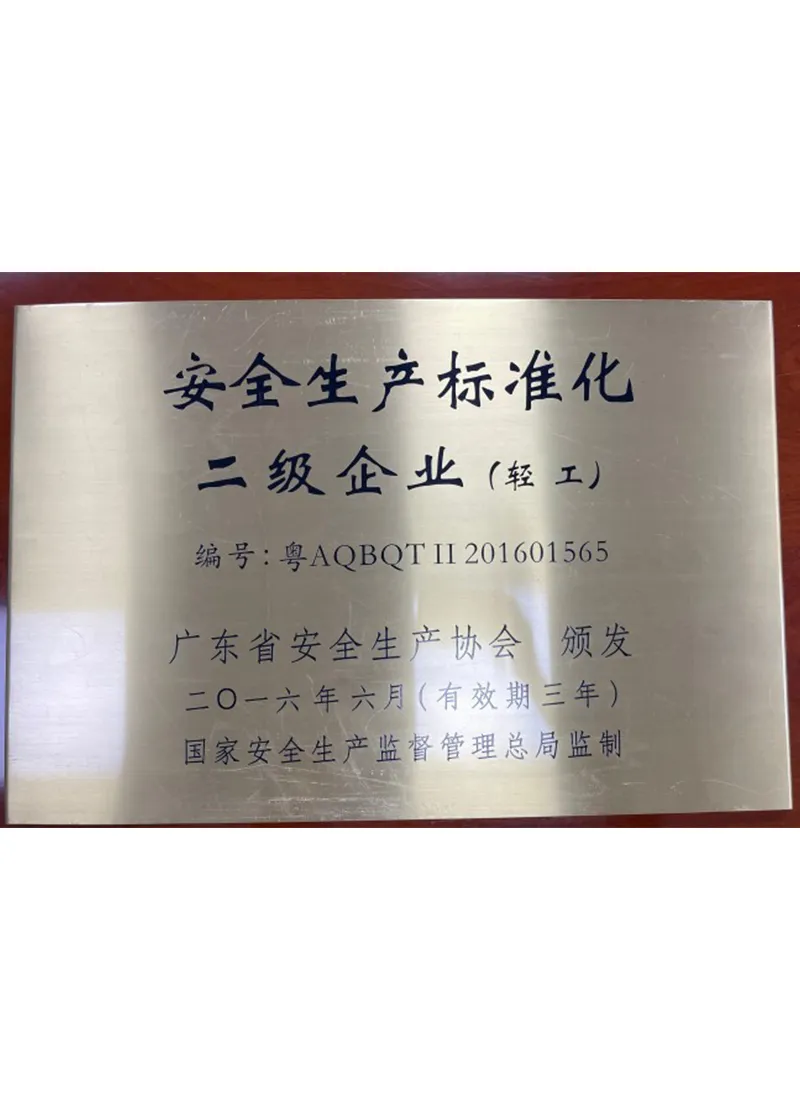 安全生产标准化
二级企业（轻工）
编号：粤AQBQT II 201601565
广东省安全生产协会 颁发
二〇一六年六月（有效期三年）
国家安全生产监督管理总局监制